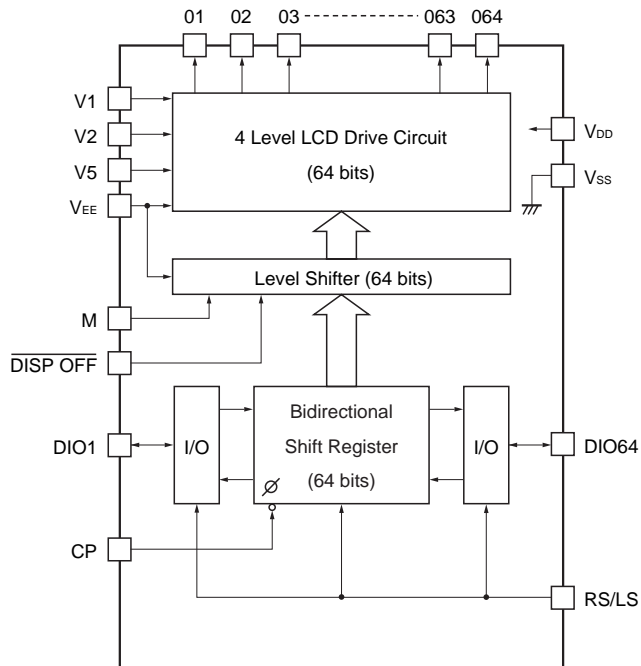 01 02 03 063 064
V1
V2
V5
VEE
4 Level LCD Drive Circuit
(64 bits)
VDD
VSS
Level Shifter (64 bits)
M
DISP OFF
DIO1
I/O
Bidirectional
Shift Register
(64 bits)
I/O
DIO64
ϕ
CP
RS/LS